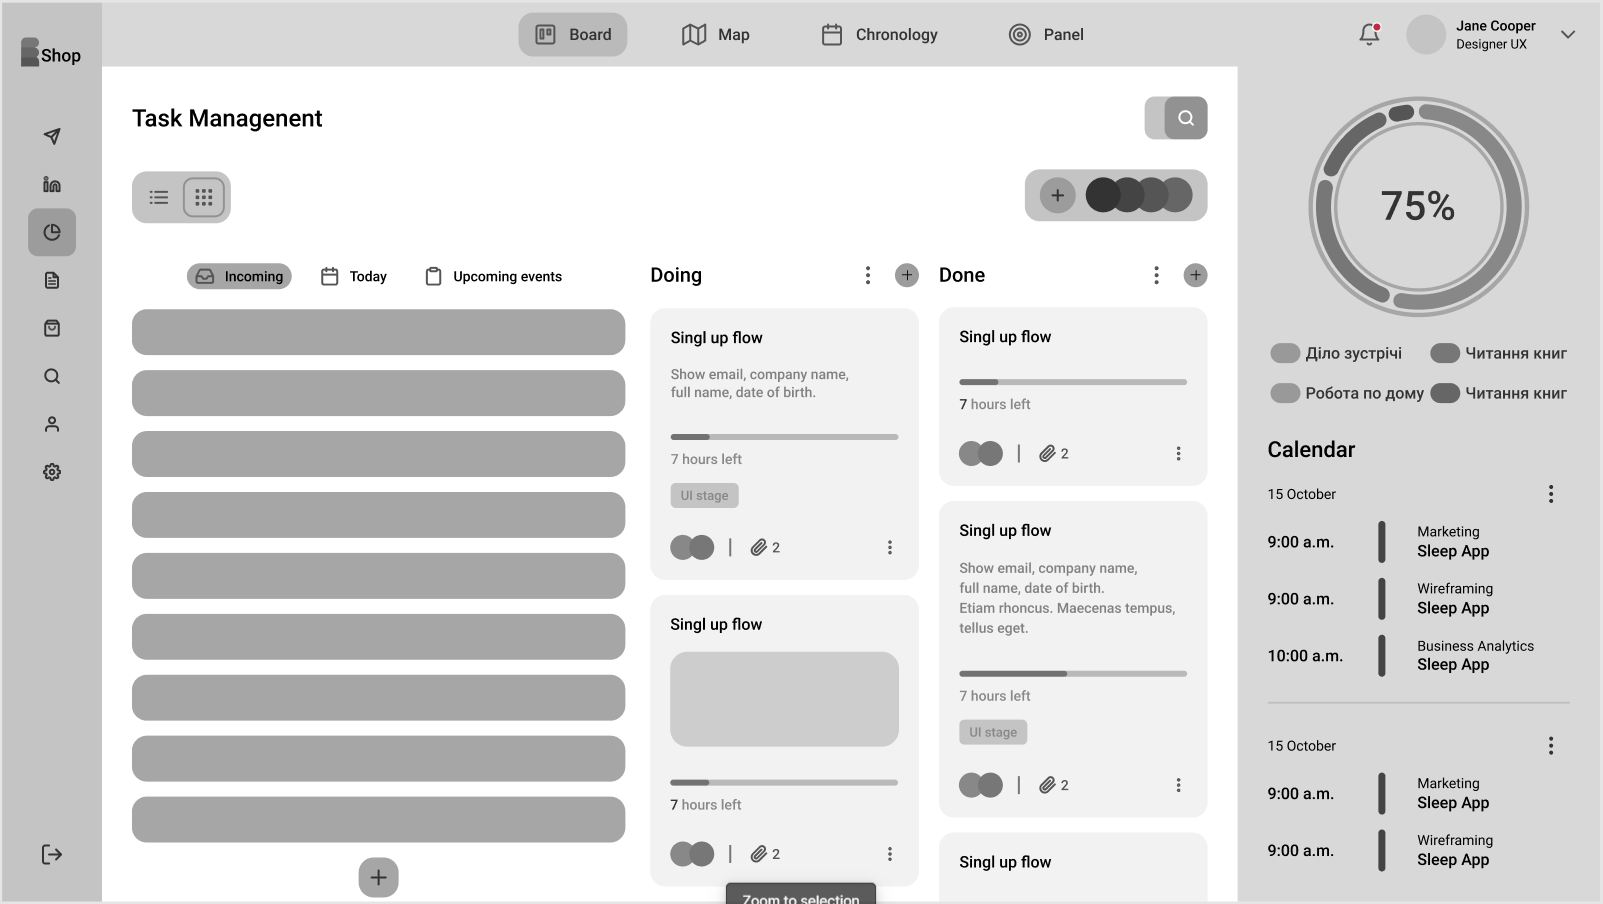 Shop
Board
Map
Chronology
Panel
Jane Cooper
Designer UX
Task Managenent
Incoming
Today
Upcoming events
Doing
Singl up flow
Show email, company name,
full name, date of birth.
7 hours left
UI stage
2
Singl up flow
7 hours left
2
Done
Singl up flow
7 hours left
2
Singl up flow
Show email, company name,
full name, date of birth.
Etiam rhoncus. Maecenas tempus,
tellus eget.
7 hours left
UI stage
2
Singl up flow
Zoom to selection
75%
Діло зустрічі
Читання книг
Робота по дому
Читання книг
Calendar
15 October
9:00 a.m.
Marketing
Sleep App
9:00 a.m.
Wireframing
Sleep App
10:00 a.m.
Business Analytics
Sleep App
15 October
9:00 a.m.
Marketing
Sleep App
9:00 a.m.
Wireframing
Sleep App